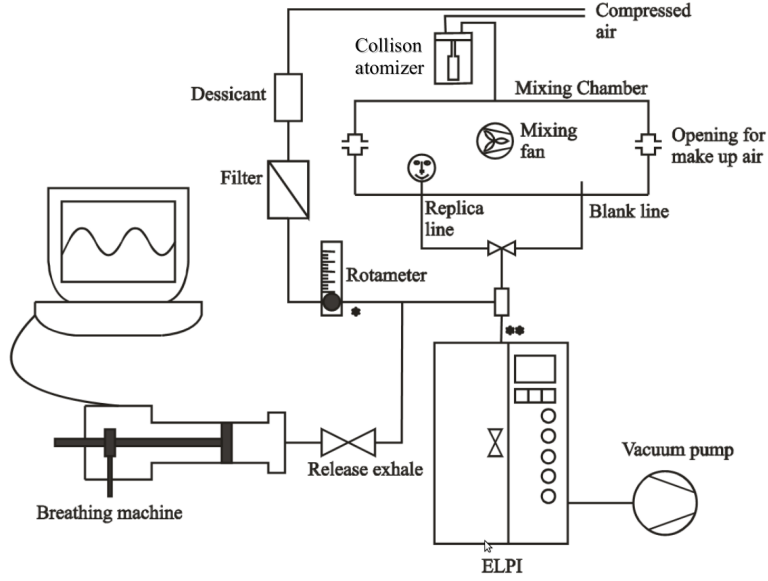 Compressed
air
Collison
atomizer
Dessicant
Mixing Chamber
Mixing
fan
Opening for
make up air
Filter
Replica
line
Blank line
Rotameter
*
**
Release exhale
Vacuum pump
Breathing machine
ELPI